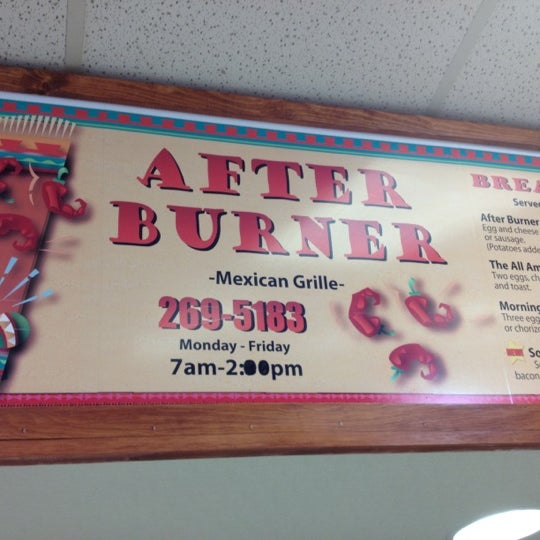 AFTER
BURNER
-Mexican Grille-
269-5183
Monday - Friday
7am-2:00pm
BREA
Serve
After Burner
Egg and cheese
or sausage.
(Potatoes adde
The All Am
Two eggs, ch
and toast.
Morning
Three egg
or chorizo
So
S
bacon